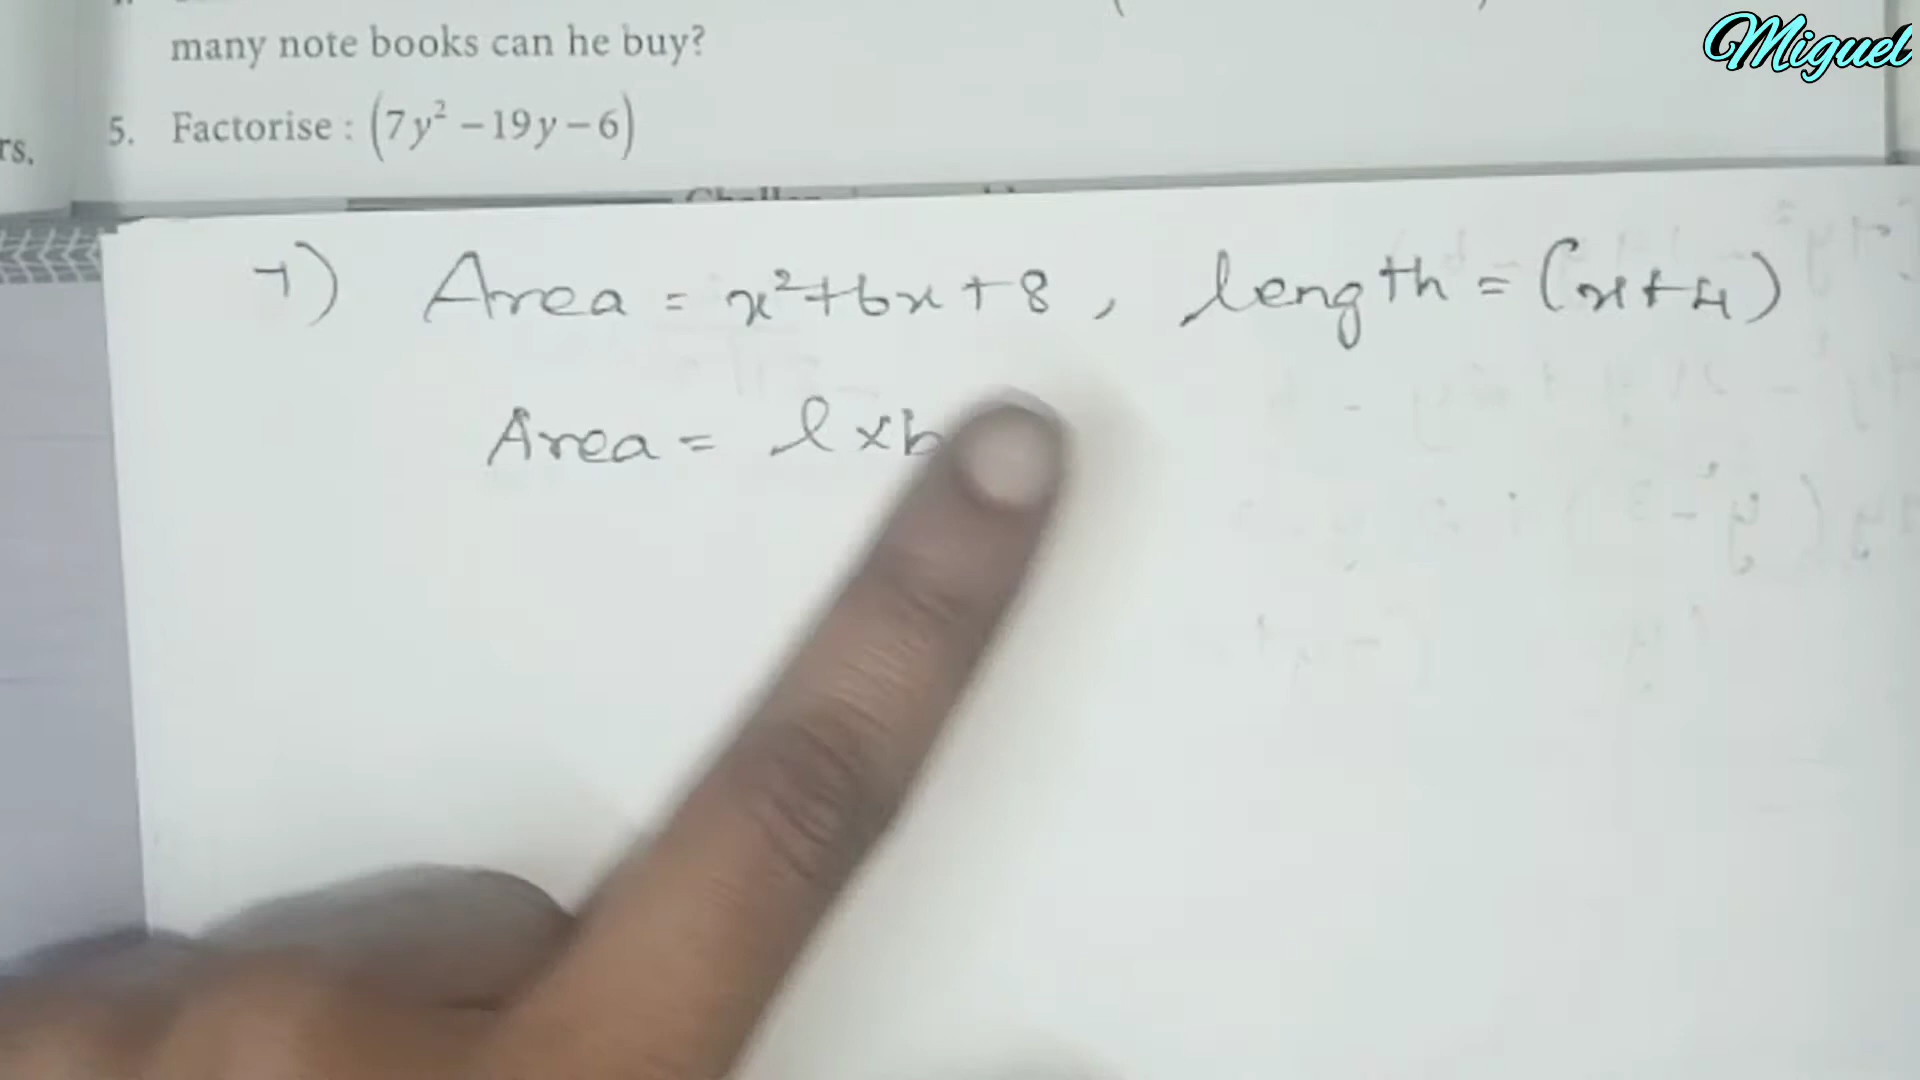 Miguel
many note books can he buy?
rs.
5. Factorise : (7y² – 19y – 6)
7) Area = x²+6x+8, length = (x+4)
Area = l×b